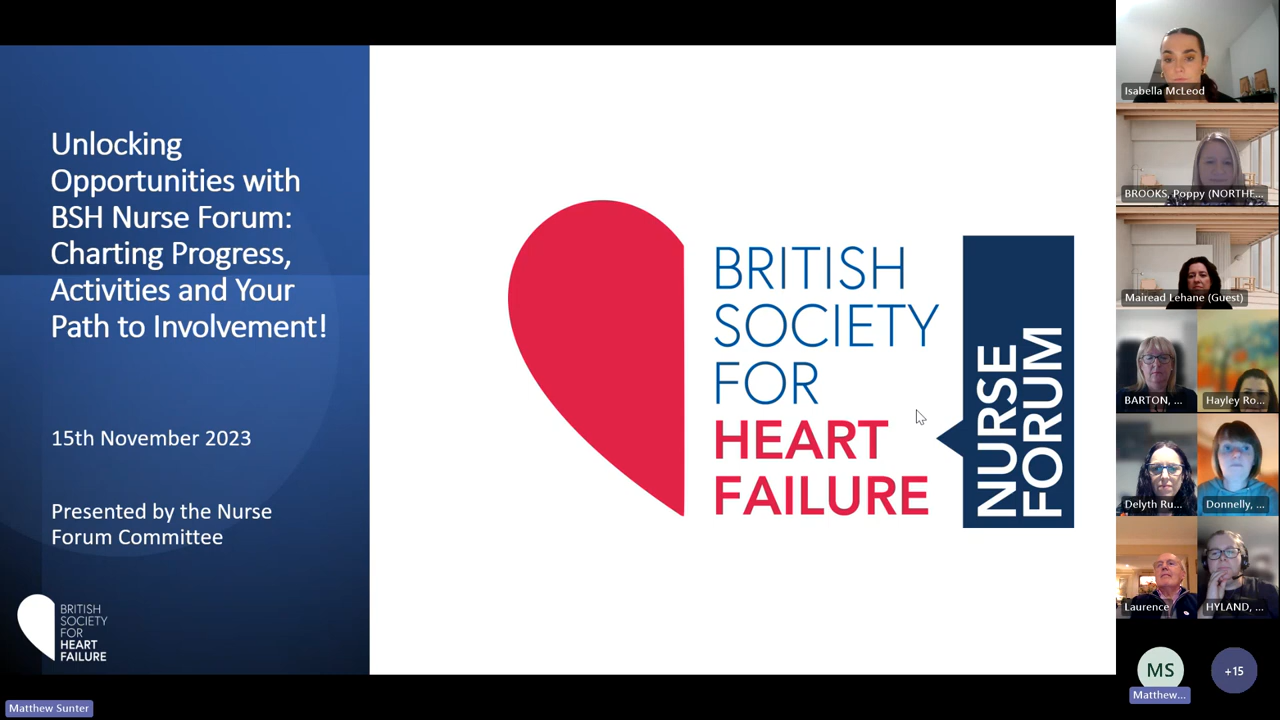 Unlocking
Opportunities with
BSH Nurse Forum:
Charting Progress,
Activities and Your
Path to Involvement!
15th November 2023
Presented by the Nurse
Forum Committee
BRITISH
SOCIETY
FOR
HEART
FAILURE
BRITISH
SOCIETY
FOR
HEART
FAILURE
NURSE
FORUM
Isabella McLeod
BROOKS, Poppy (NORTHE...
Mairead Lehane (Guest)
BARTON, ...
Hayley Ro...
Delyth Ru...
Donnelly, ...
Laurence
HYLAND, ...
MS
Matthew...
+15
Matthew Sunter